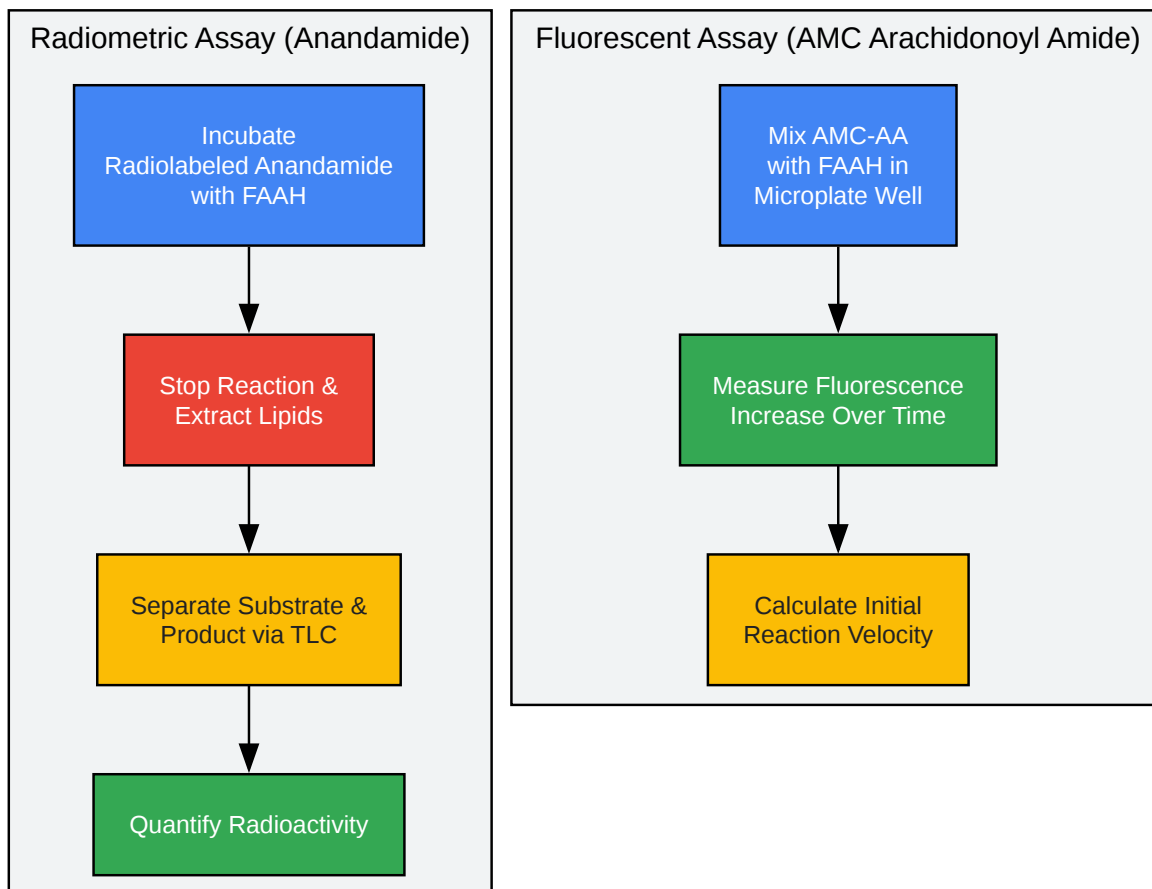 Radiometric Assay (Anandamide)
Incubate
Radiolabeled Anandamide
with FAAH
Stop Reaction &
Extract Lipids
Separate Substrate &
Product via TLC
Quantify Radioactivity
Fluorescent Assay (AMC Arachidonoyl Amide)
Mix AMC-AA
with FAAH in
Microplate Well
Measure Fluorescence
Increase Over Time
Calculate Initial
Reaction Velocity